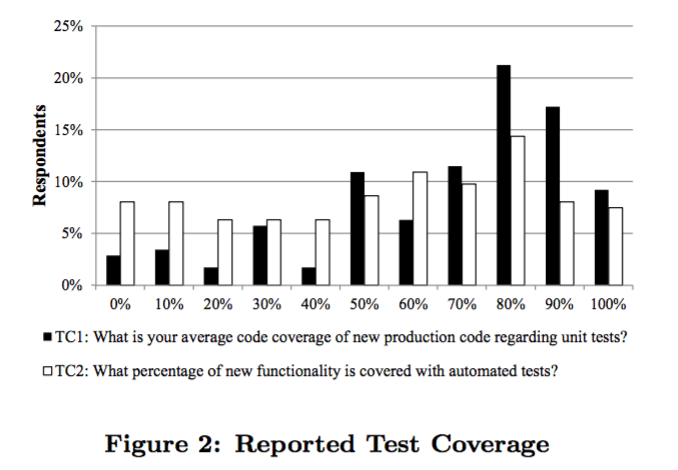 25%
20%
15%
10%
5%
0%
Respondents
0% 10% 20% 30% 40% 50% 60% 70% 80% 90% 100%
TC1: What is your average code coverage of new production code regarding unit tests?
TC2: What percentage of new functionality is covered with automated tests?
Figure 2: Reported Test Coverage